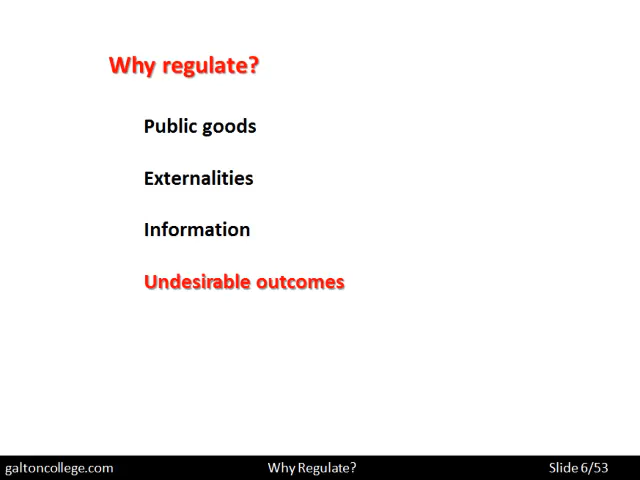 Why regulate?
Public goods
Externalities
Information
Undesirable outcomes
galtoncollege.com Why Regulate? Slide 6/53